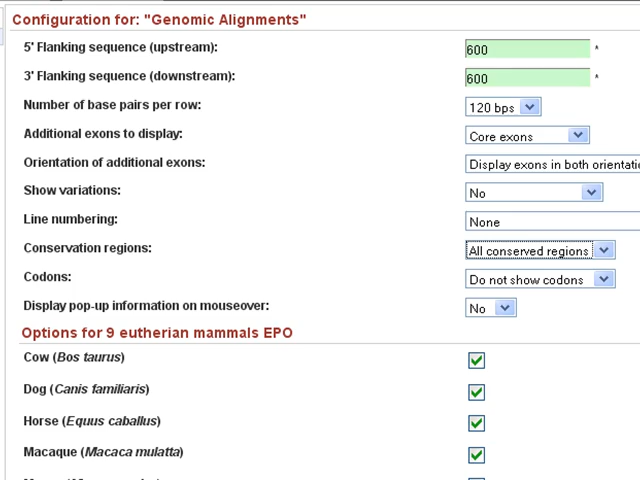 Configuration for: "Genomic Alignments"
5' Flanking sequence (upstream): 600 *
3' Flanking sequence (downstream): 600 *
Number of base pairs per row: 120 bps
Additional exons to display: Core exons
Orientation of additional exons: Display exons in both orientatio
Show variations: No
Line numbering: None
Conservation regions: All conserved regions
Codons: Do not show codons
Display pop-up information on mouseover: No
Options for 9 eutherian mammals EPO
Cow (Bos taurus)
Dog (Canis familiaris)
Horse (Equus caballus)
Macaque (Macaca mulatta)